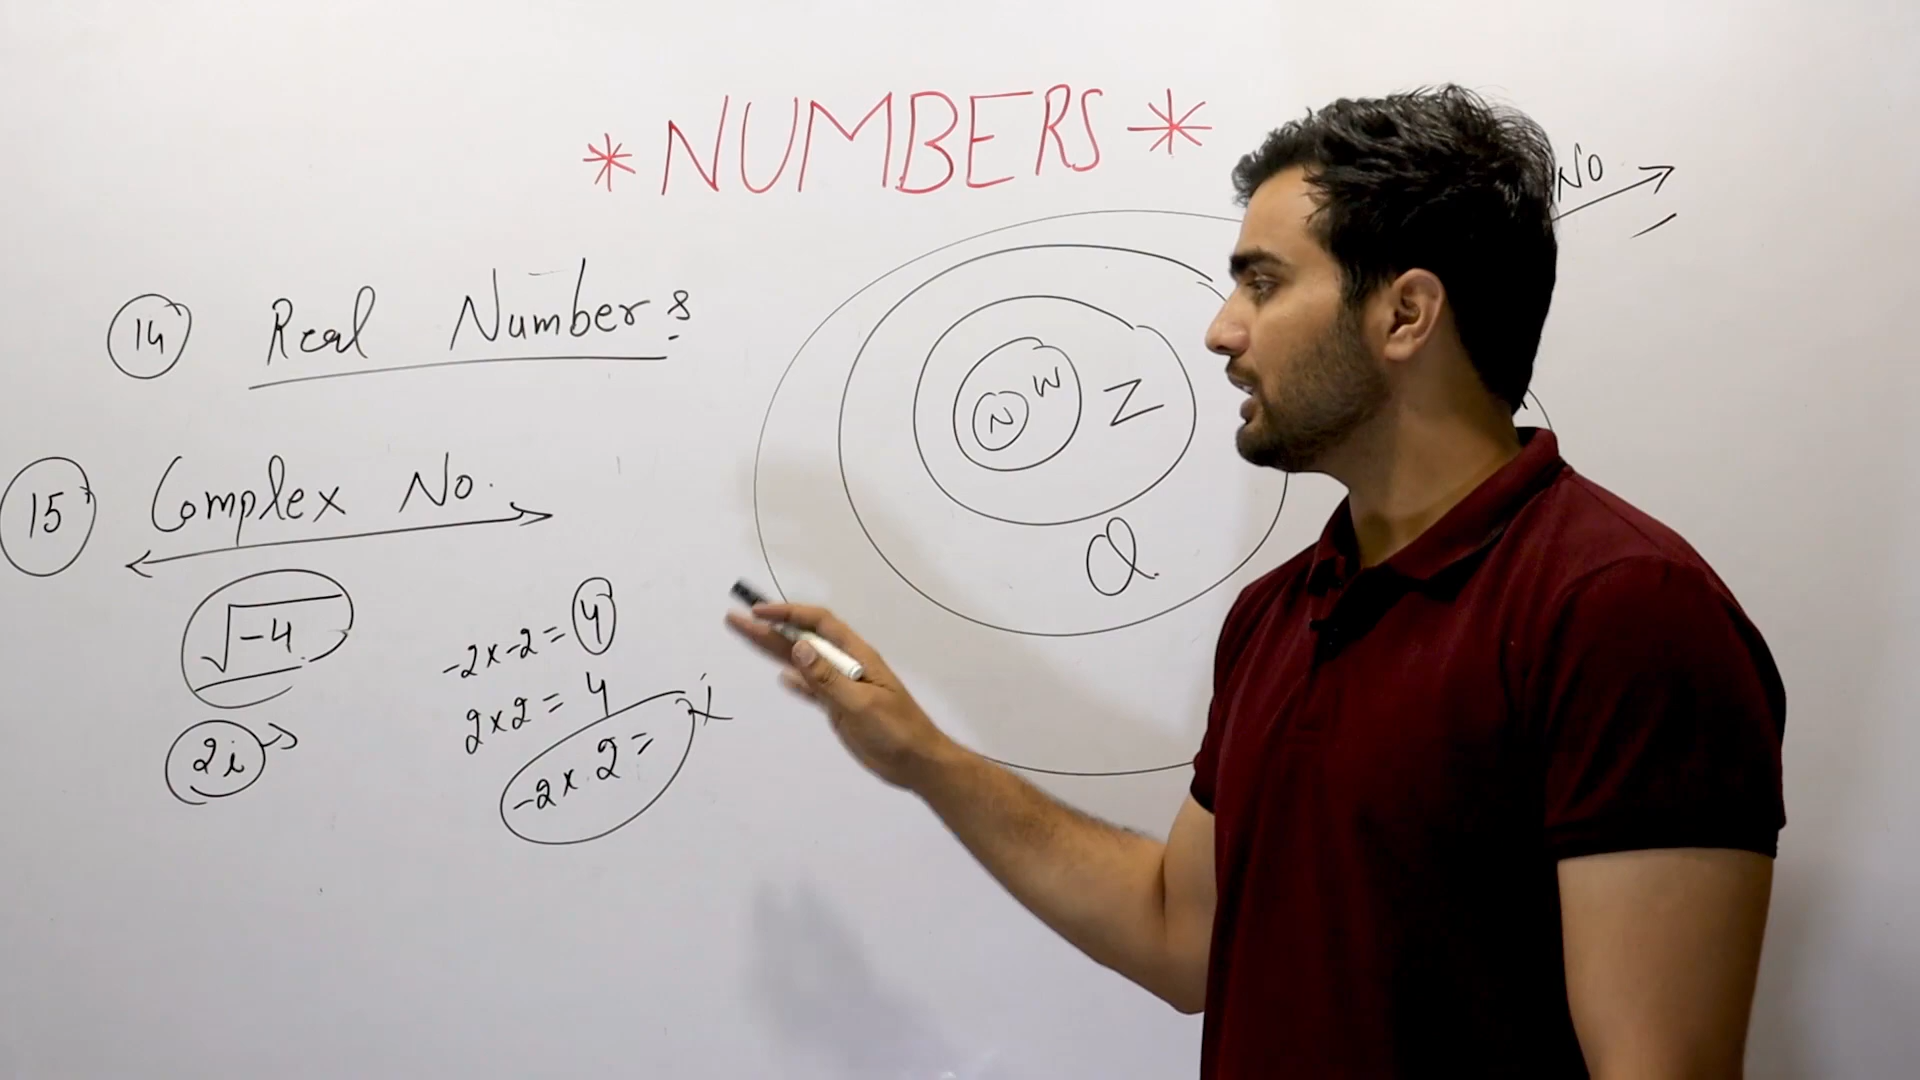 * NUMBERS *
14 Real Numbers
15 Complex No.
√-4
2i
-2x-2=4
2x2=4
-2x2=
i
N
W
Z
Q
NO